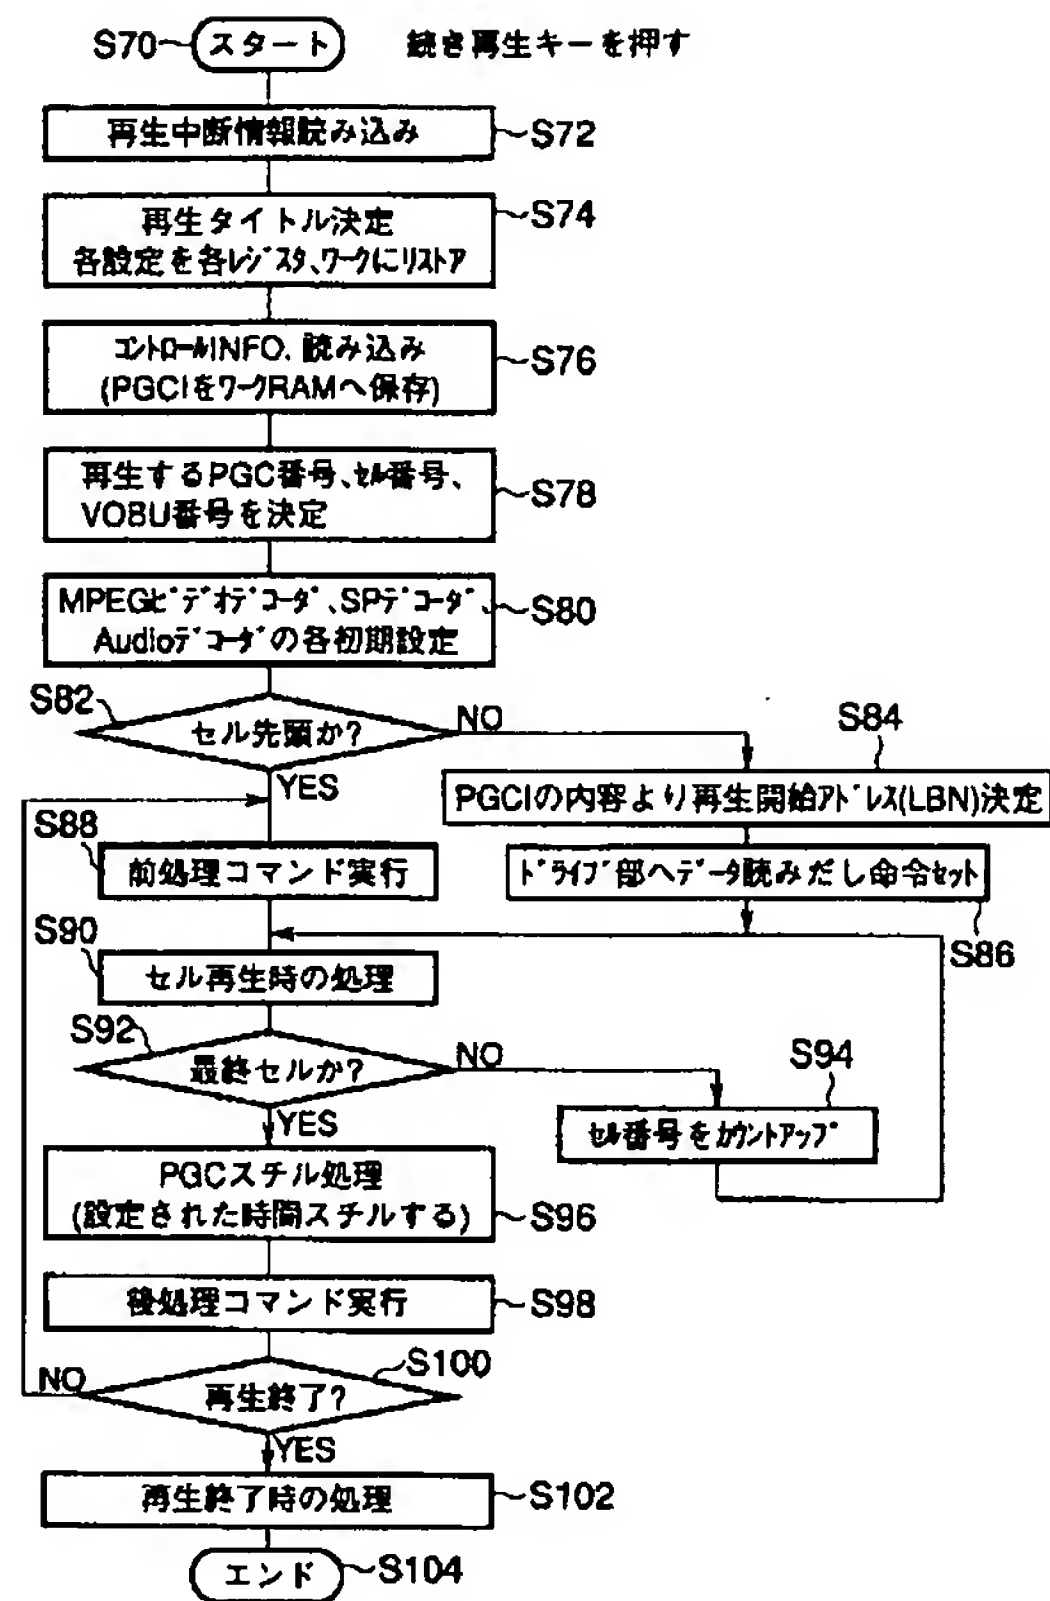 S70 スタート 続き再生キーを押す
再生中断情報読み込み S72
再生タイトル決定 S74
各設定を各レジスタ、ワークにリストア
コントロールINFO.読み込み S76
(PGCIをワークRAMへ保存)
再生するPGC番号、セル番号、 S78
VOBU番号を決定
MPEGビデオデコーダ、SPデコーダ、 S80
Audioデコーダの各初期設定
S82 セル先頭か? NO
YES
S84
PGCIの内容より再生開始アドレス(LBN)決定
ドライブ部へデータ読みだし命令セット
S86
S88
前処理コマンド実行
S90
セル再生時の処理
S92
最終セルか? NO
YES
S94
セル番号をカウントアップ
PGCスチル処理
(設定された時間スチルする) S96
後処理コマンド実行 S98
S100
再生終了?
NO
YES
再生終了時の処理 S102
エンド S104